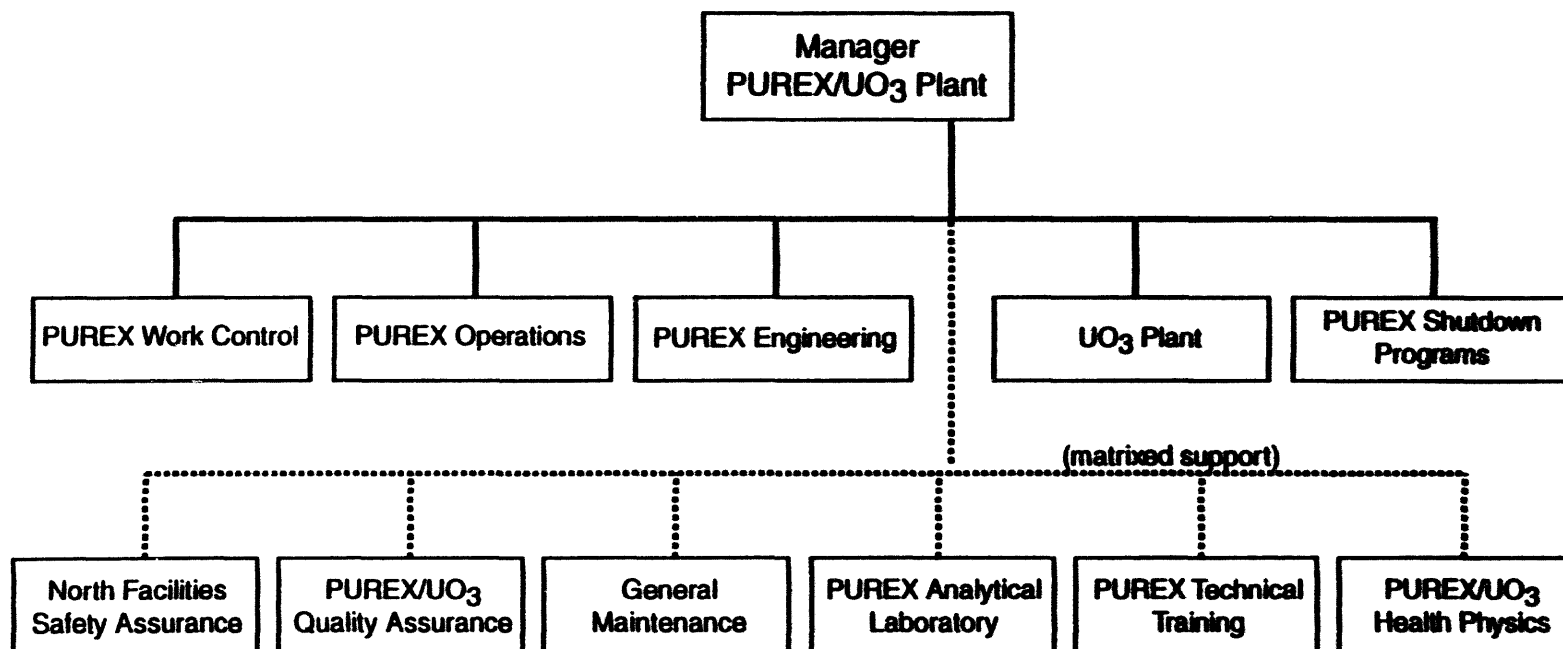 Manager
PUREX/UO3 Plant
PUREX Work Control
PUREX Operations
PUREX Engineering
UO3 Plant
PUREX Shutdown
Programs
(matrixed support)
North Facilities
Safety Assurance
PUREX/UO3
Quality Assurance
General
Maintenance
PUREX Analytical
Laboratory
PUREX Technical
Training
PUREX/UO3
Health Physics